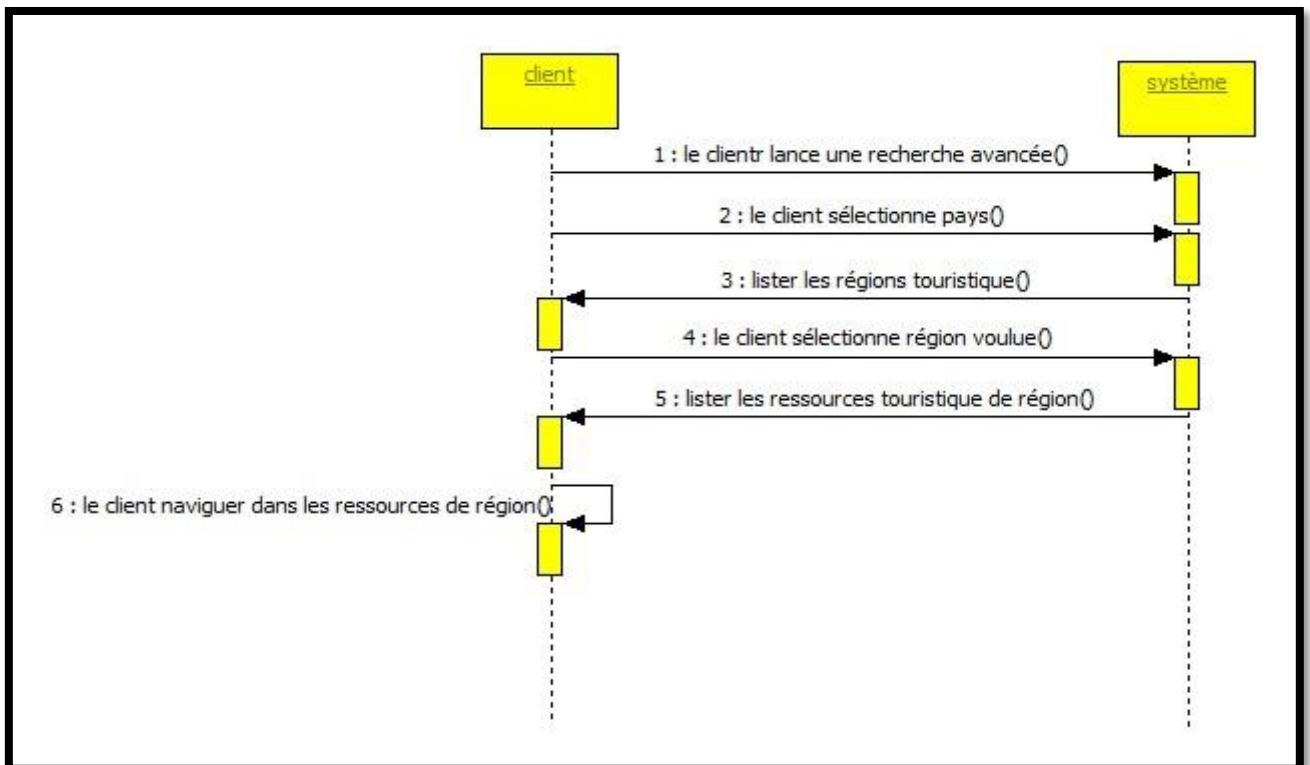 client
système
1 : le clientr lance une recherche avancée()
2 : le client sélectionne pays()
3 : lister les régions touristique()
4 : le client sélectionne région voulue()
5 : lister les ressources touristique de région()
6 : le client naviguer dans les ressources de région()